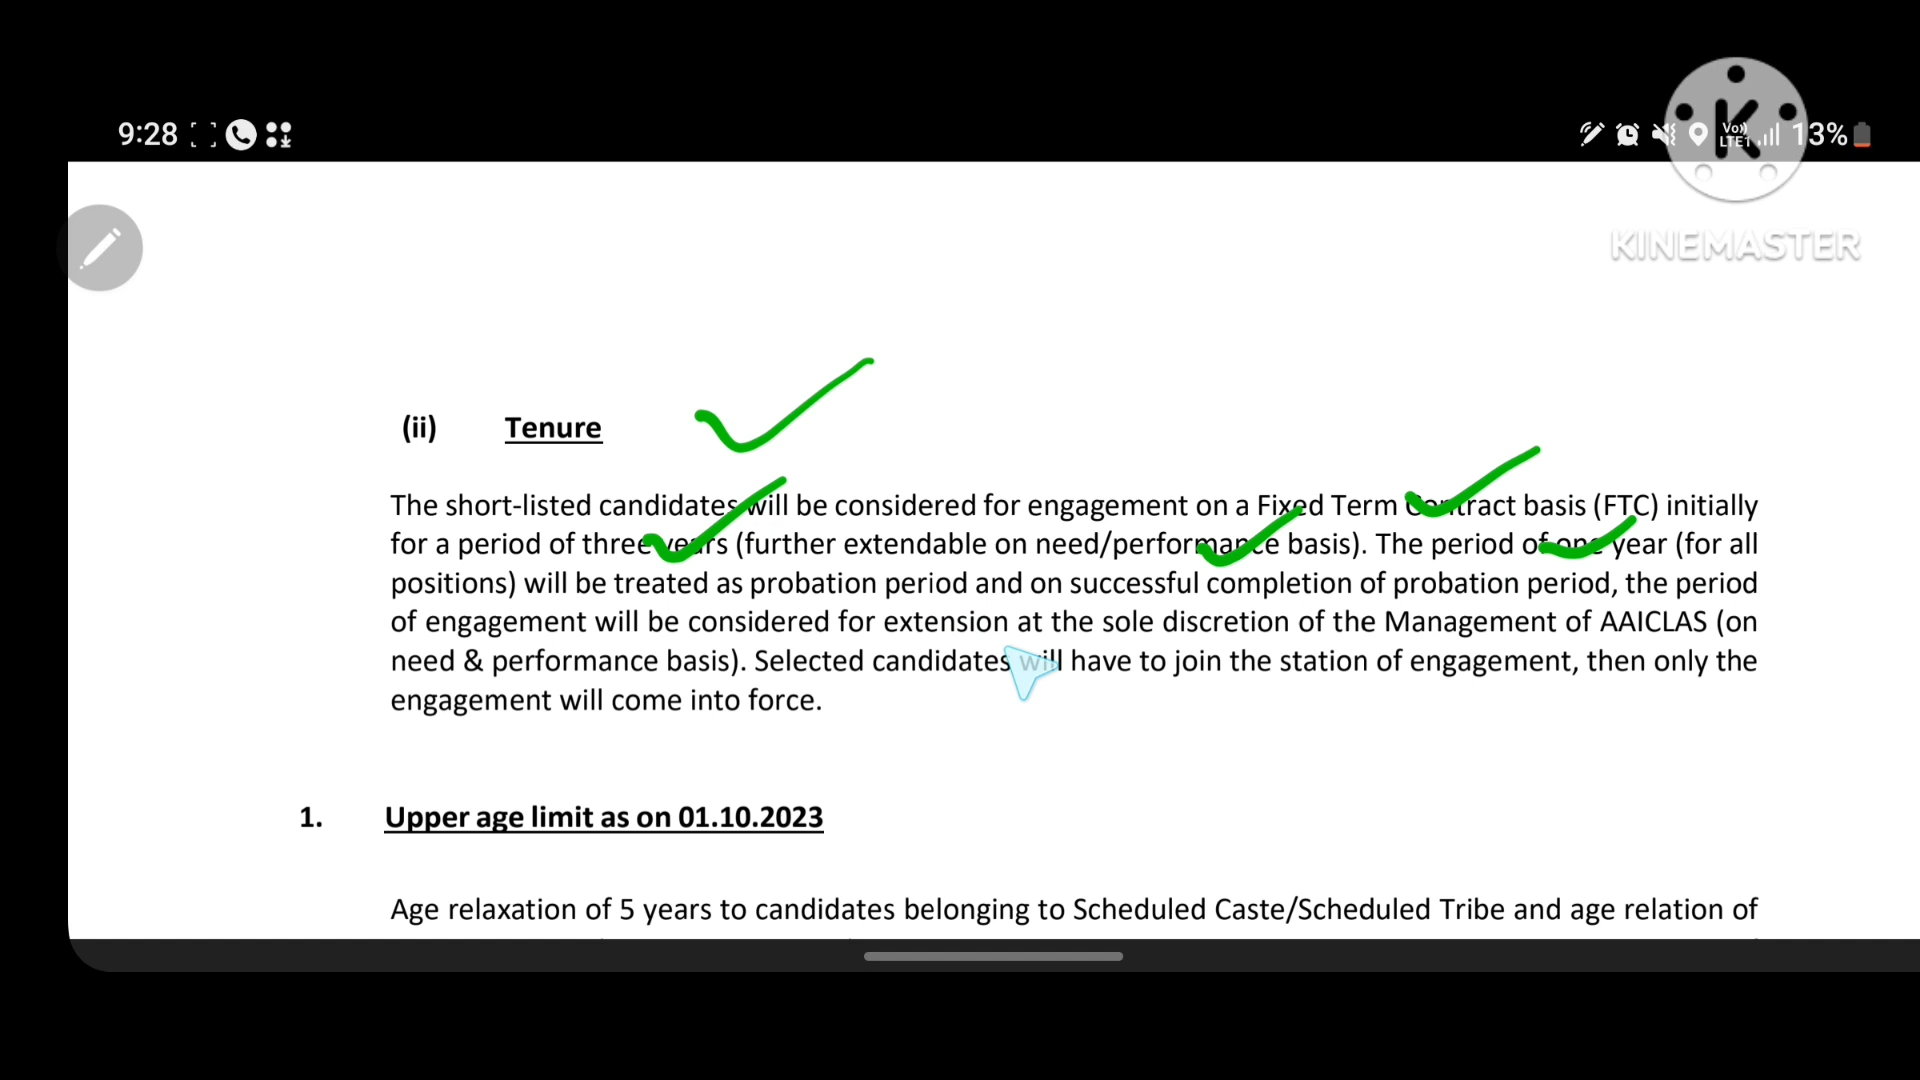 9:28
Vo))
LTE1
13%
K
KINEMASTER
(ii) Tenure
The short-listed candidates will be considered for engagement on a Fixed Term Contract basis (FTC) initially
for a period of three years (further extendable on need/performance basis). The period of one year (for all
positions) will be treated as probation period and on successful completion of probation period, the period
of engagement will be considered for extension at the sole discretion of the Management of AAICLAS (on
need & performance basis). Selected candidates will have to join the station of engagement, then only the
engagement will come into force.
1. Upper age limit as on 01.10.2023
Age relaxation of 5 years to candidates belonging to Scheduled Caste/Scheduled Tribe and age relation of